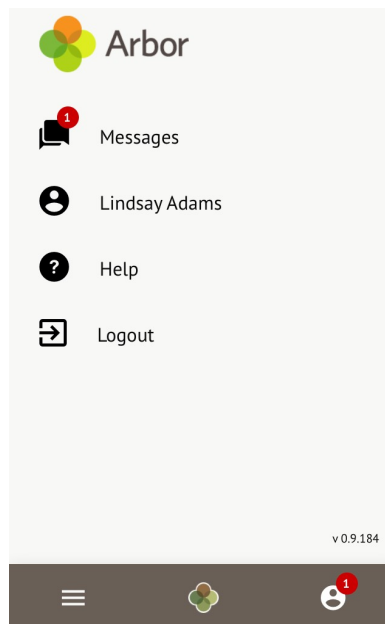 Arbor
1
Messages
Lindsay Adams
?
Help
Logout
v 0.9.184
1